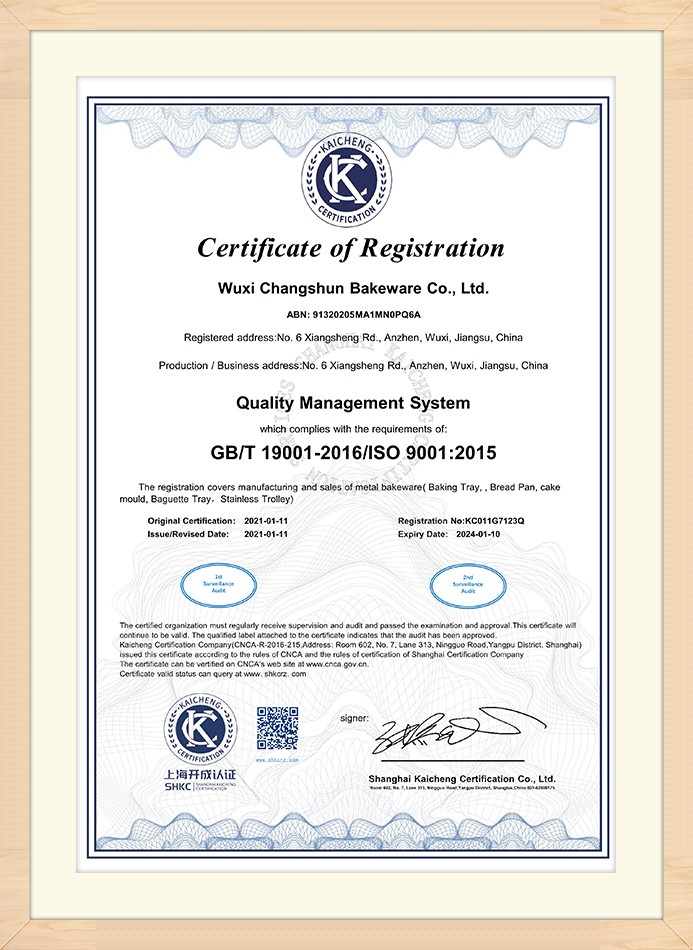 KAICHENG
KC
CERTIFICATION
Certificate of Registration
Wuxi Changshun Bakeware Co., Ltd.
ABN: 91320205MA1MN0PQ6A
Registered address:No. 6 Xiangsheng Rd., Anzhen, Wuxi, Jiangsu, China
Production / Business address:No. 6 Xiangsheng Rd., Anzhen, Wuxi, Jiangsu, China
SHANGHAI KAICHENG CERTIFICATION
Quality Management System
which complies with the requirements of:
GB/T 19001-2016/ISO 9001:2015
The registration covers manufacturing and sales of metal bakeware( Baking Tray, , Bread Pan, cake
mould, Baguette Tray，Stainless Trolley)
Original Certification: 2021-01-11 Registration No:KC011G7123Q
Issue/Revised Date: 2021-01-11 Expiry Date: 2024-01-10
1st
Surveillance
Audit
2nd
Surveillance
Audit
The certified organization must regularly receive supervision and audit and passed the examination and approval.This certificate will
continue to be valid. The qualified label attached to the certificate indicates that the audit has been approved.
Kaicheng Certification Company(CNCA-R-2016-215.Address: Room 602, No. 7, Lane 313, Ningguo Road,Yangpu District, Shanghai)
issued this certificate according to the rules of CNCA and the rules of certification of Shanghai Certification Company
The certificate can be vertified on CNCA's web site at www.cnca.gov.cn.
Certificate valid status can query at www. shkcrz. com
KAICHENG
KC
CERTIFICATION
上海开成认证
SHKC SHANGHAI KAICHENG
CERTIFICATION
www.shkcrz.com
signer:
Shanghai Kaicheng Certification Co., Ltd.
Room 602, No. 7, Lane 313, Ningguo Road,Yangpu District, Shanghai,China